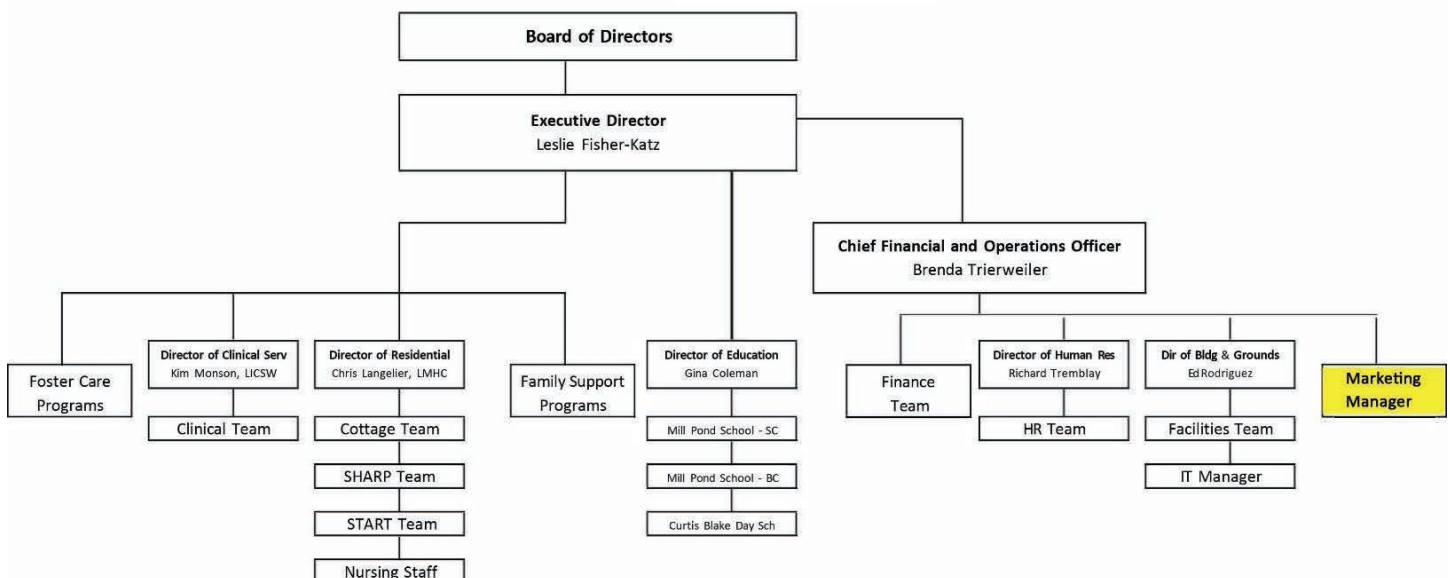 Board of Directors
Executive Director
Leslie Fisher-Katz
Chief Financial and Operations Officer
Brenda Trierweiler
Foster Care
Programs
Director of Clinical Serv
Kim Monson, LICSW
Clinical Team
Director of Residential
Chris Langelier, LMHC
Cottage Team
SHARP Team
START Team
Nursing Staff
Family Support
Programs
Director of Education
Gina Coleman
Mill Pond School - SC
Mill Pond School - BC
Curtis Blake Day Sch
Finance
Team
Director of Human Res
Richard Tremblay
HR Team
Dir of Bldg & Grounds
Ed Rodriguez
Facilities Team
IT Manager
Marketing
Manager